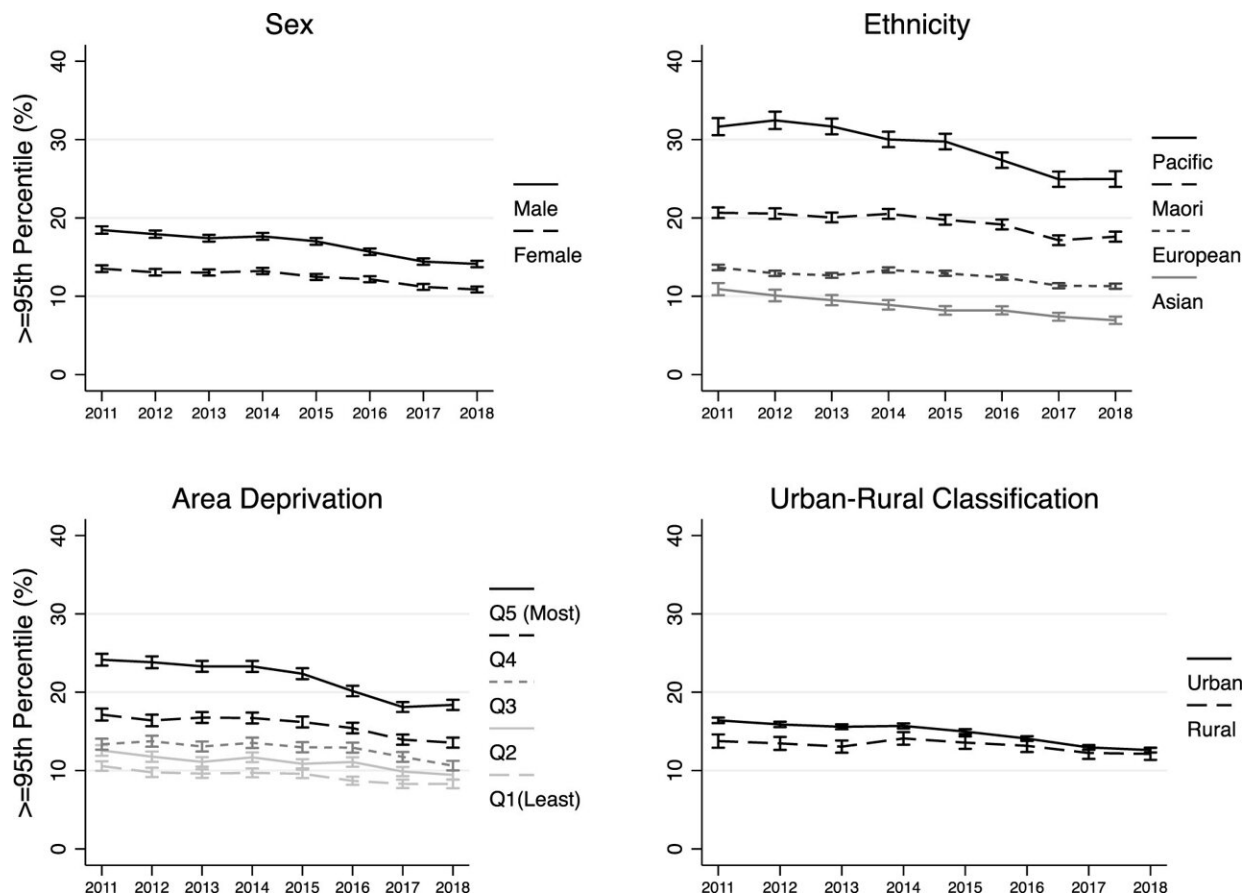 Sex
>=95th Percentile (%)
40
30
20
10
0
2011 2012 2013 2014 2015 2016 2017 2018
Male
Female
Ethnicity
40
30
20
10
0
2011 2012 2013 2014 2015 2016 2017 2018
Pacific
Maori
European
Asian
Area Deprivation
>=95th Percentile (%)
40
30
20
10
0
2011 2012 2013 2014 2015 2016 2017 2018
Q5 (Most)
Q4
Q3
Q2
Q1(Least)
Urban-Rural Classification
40
30
20
10
0
2011 2012 2013 2014 2015 2016 2017 2018
Urban
Rural